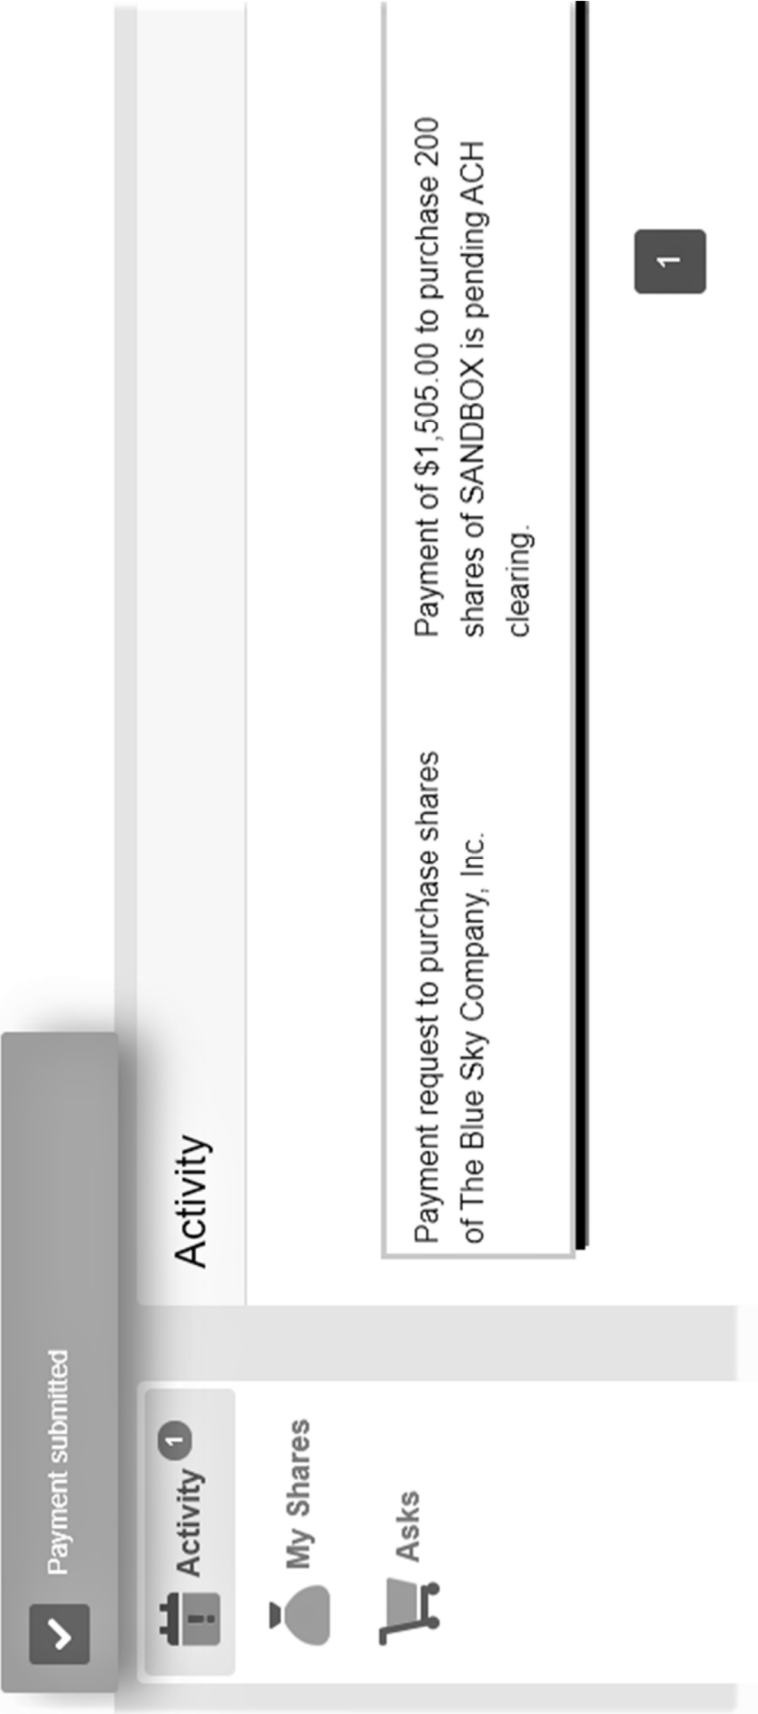 Payment submitted
Activity 1
My Shares
Asks
Activity
Payment request to purchase shares
of The Blue Sky Company, Inc.
Payment of $1,505.00 to purchase 200
shares of SANDBOX is pending ACH
clearing.
1